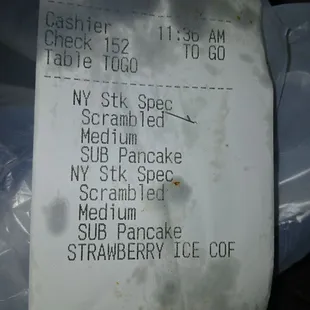 Cashier 11:36 AM
Check 152 TO GO
Table TOGO
NY Stk Spec
Scrambled
Medium
SUB Pancake
NY Stk Spec
Scrambled
Medium
SUB Pancake
STRAWBERRY ICE COF